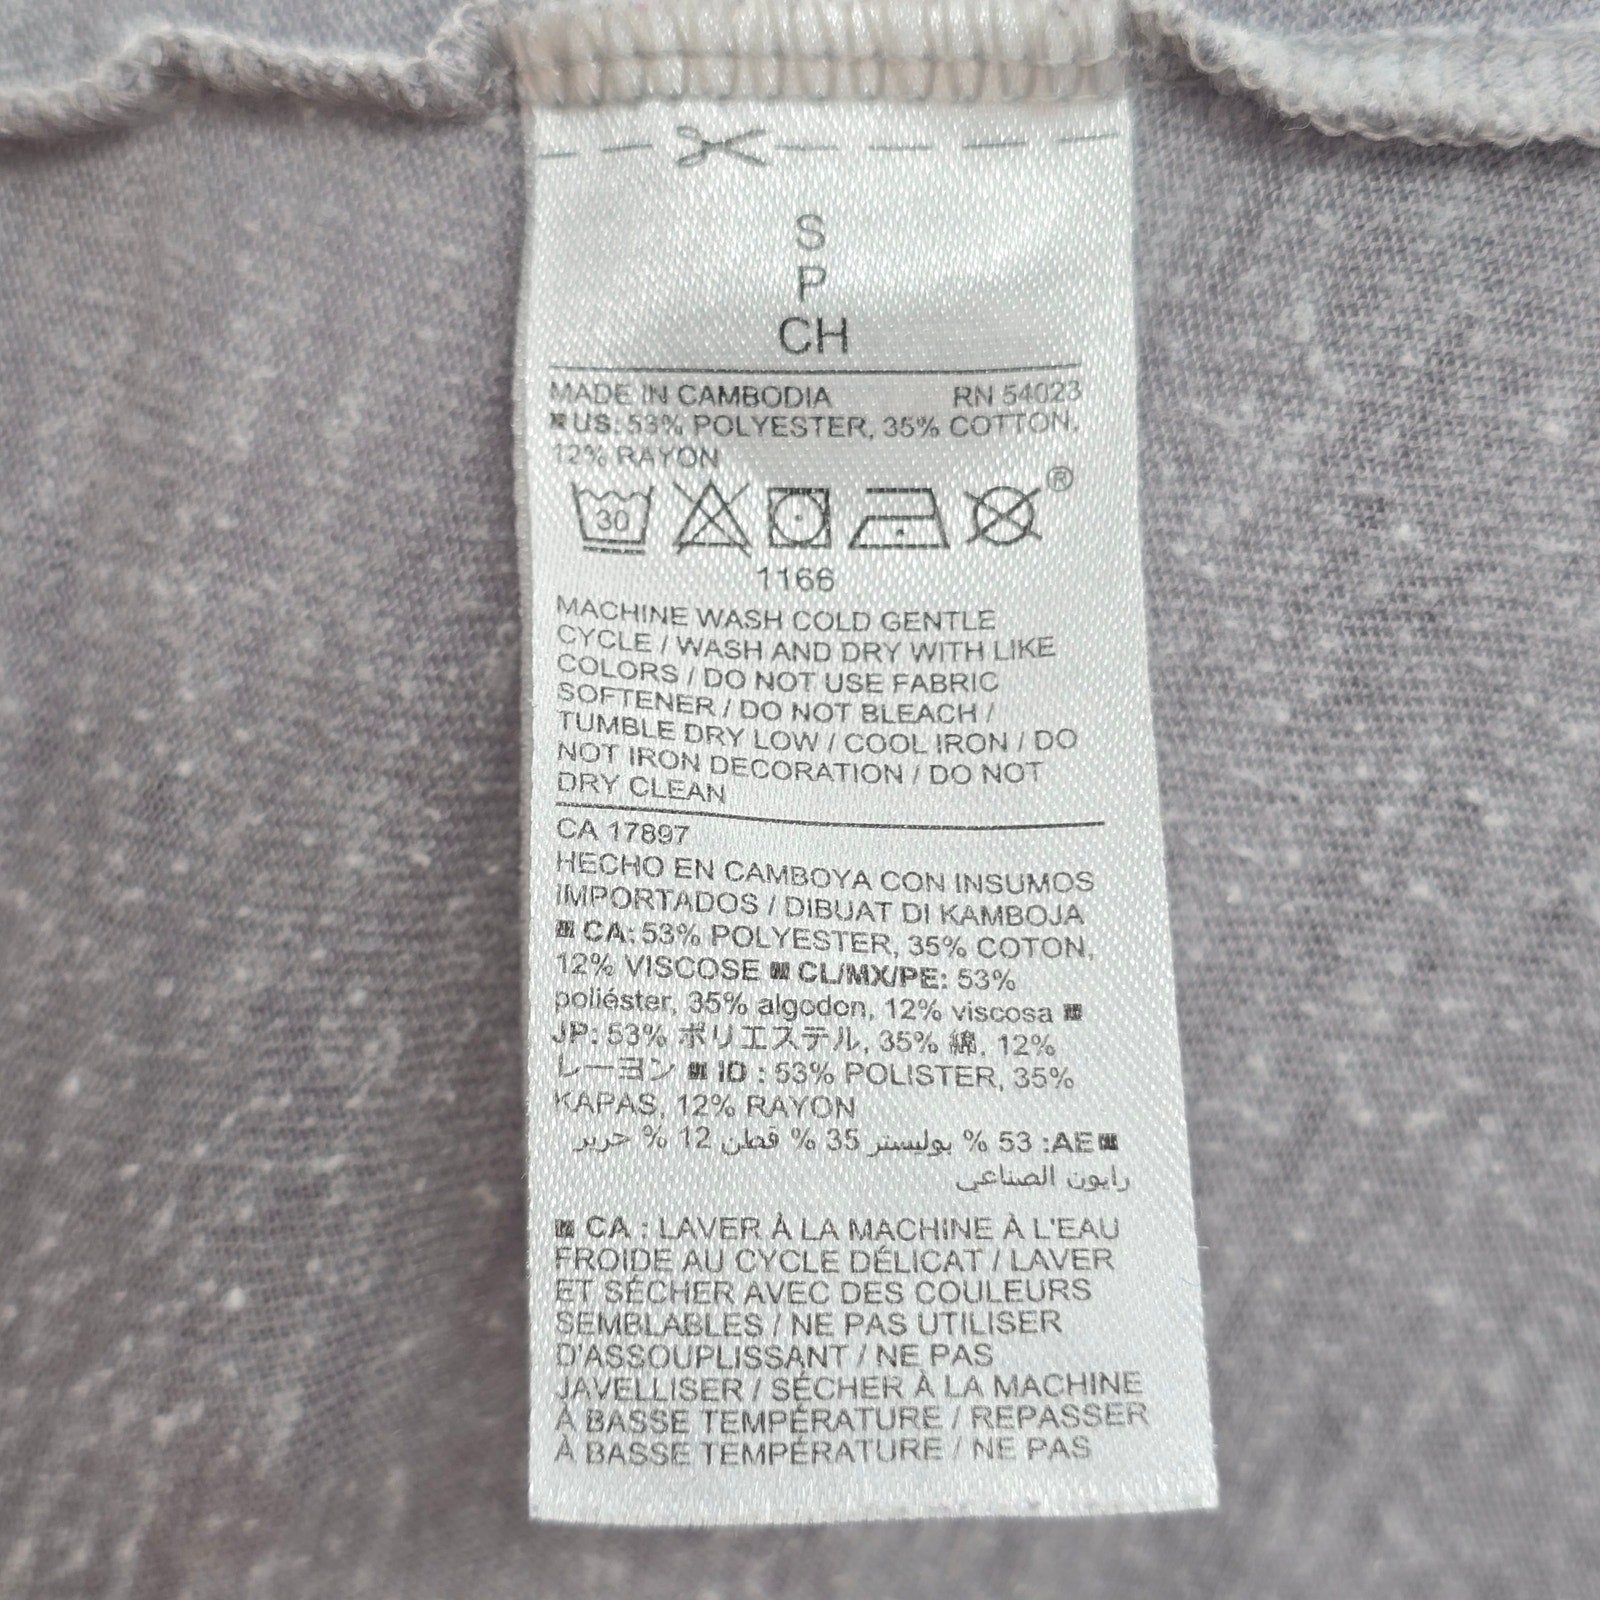 S
P
CH
MADE IN CAMBODIA RN 54023
US: 53% POLYESTER, 35% COTTON,
12% RAYON
30
®
1166
MACHINE WASH COLD GENTLE
CYCLE / WASH AND DRY WITH LIKE
COLORS / DO NOT USE FABRIC
SOFTENER / DO NOT BLEACH /
TUMBLE DRY LOW / COOL IRON / DO
NOT IRON DECORATION / DO NOT
DRY CLEAN
CA 17897
HECHO EN CAMBOYA CON INSUMOS
IMPORTADOS / DIBUAT DI KAMBOJA
CA: 53% POLYESTER, 35% COTON,
12% VISCOSE CL/MX/PE: 53%
poliéster, 35% algodon, 12% viscosa
JP: 53% ポリエステル, 35% 綿, 12%
レーヨン ID : 53% POLISTER, 35%
KAPAS, 12% RAYON
AE: 53 % بوليستر 35 % قطن 12 % حرير
رايون الصناعي
CA : LAVER À LA MACHINE À L'EAU
FROIDE AU CYCLE DÉLICAT / LAVER
ET SÉCHER AVEC DES COULEURS
SEMBLABLES / NE PAS UTILISER
D'ASSOUPLISSANT / NE PAS
JAVELLISER / SÉCHER À LA MACHINE
À BASSE TEMPÉRATURE / REPASSER
À BASSE TEMPÉRATURE / NE PAS